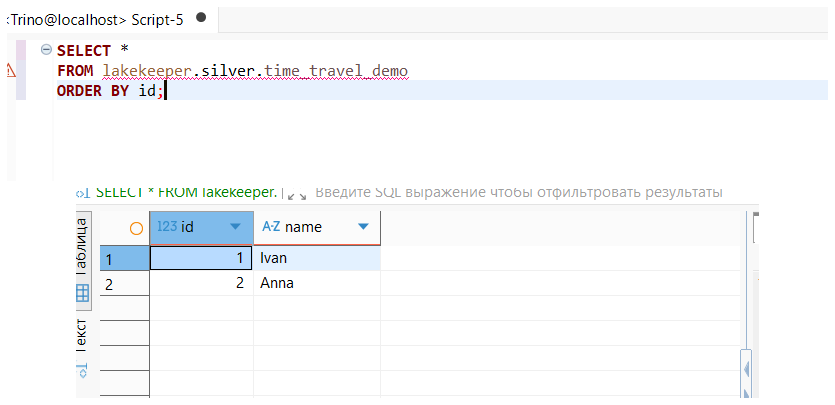 <Trino@localhost> Script-5
SELECT *
FROM lakekeeper.silver.time_travel_demo
ORDER BY id;
SELECT * FROM lakekeeper. Введите SQL выражение чтобы отфильтровать результаты
Таблица
Текст
123 id A-Z name
1 1 Ivan
2 2 Anna